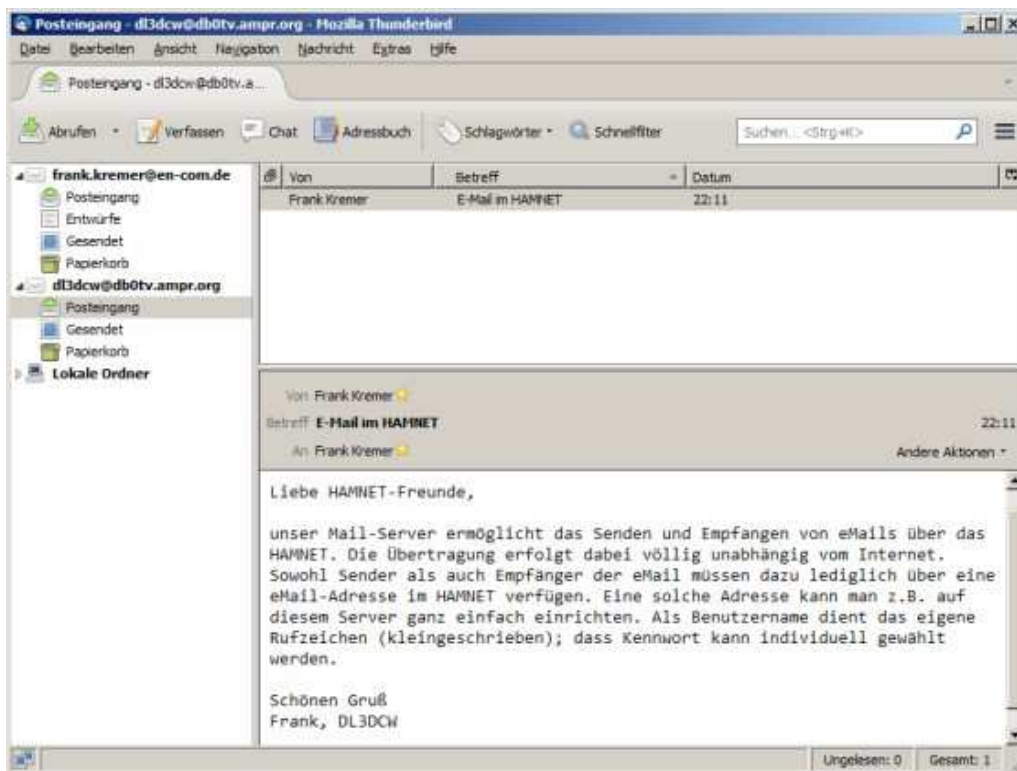 Posteingang - dl3dcw@db0tv.ampr.org - Mozilla Thunderbird
Datei Bearbeiten Ansicht Navigation Nachricht Extras Hilfe
Posteingang - dl3dcw@db0tv.a...
Abrufen Verfassen Chat Adressbuch Schlagwörter Schnellfilter Suchen... <Strg+K>
frank.kremer@en-com.de
Posteingang
Entwürfe
Gesendet
Papierkorb
dl3dcw@db0tv.ampr.org
Posteingang
Gesendet
Papierkorb
Lokale Ordner
Von Betreff Datum
Frank Kremer E-Mail im HAMNET 22:11
Von Frank Kremer
Betreff E-Mail im HAMNET 22:11
An Frank Kremer Andere Aktionen
Liebe HAMNET-Freunde,
unser Mail-Server ermöglicht das Senden und Empfangen von eMails über das
HAMNET. Die Übertragung erfolgt dabei völlig unabhängig vom Internet.
Sowohl Sender als auch Empfänger der eMail müssen dazu lediglich über eine
eMail-Adresse im HAMNET verfügen. Eine solche Adresse kann man z.B. auf
diesem Server ganz einfach einrichten. Als Benutzername dient das eigene
Rufzeichen (kleingeschrieben); dass Kennwort kann individuell gewählt
werden.
Schönen Gruß
Frank, DL3DCW
Ungelesen: 0 Gesamt: 1